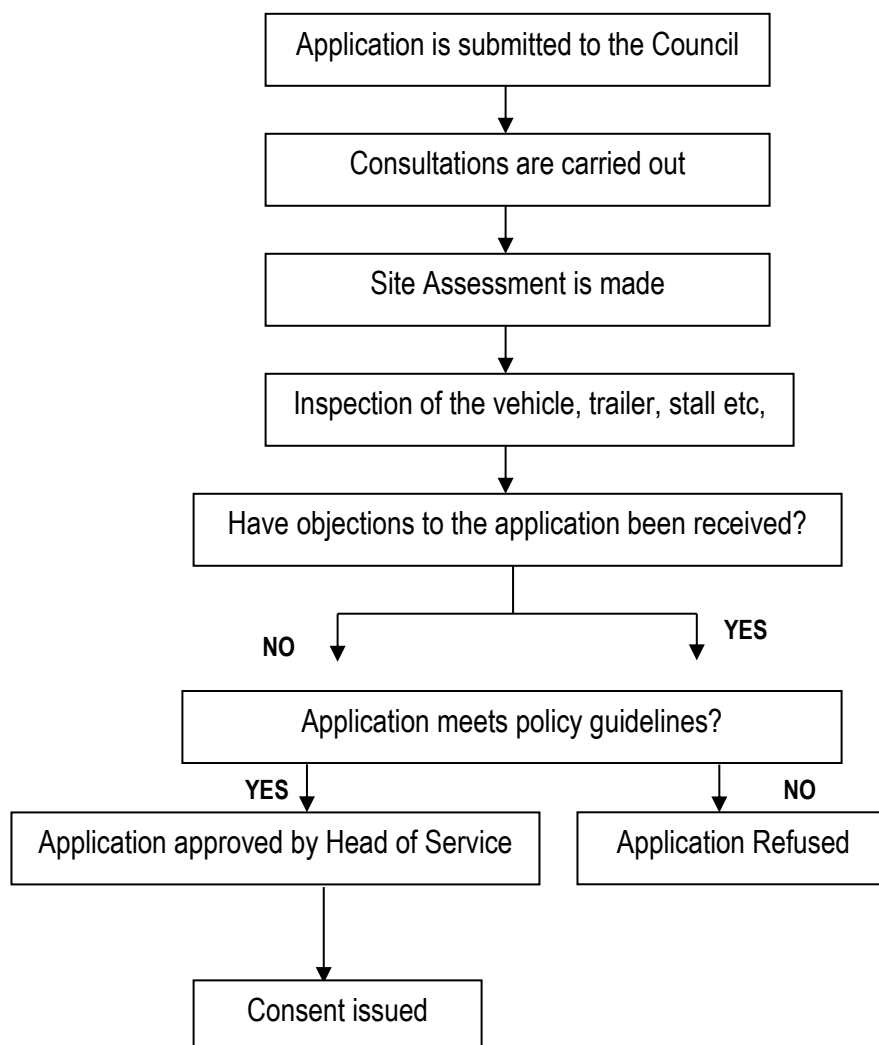 Application is submitted to the Council
Consultations are carried out
Site Assessment is made
Inspection of the vehicle, trailer, stall etc,
Have objections to the application been received?
NO
YES
Application meets policy guidelines?
YES
NO
Application approved by Head of Service
Application Refused
Consent issued